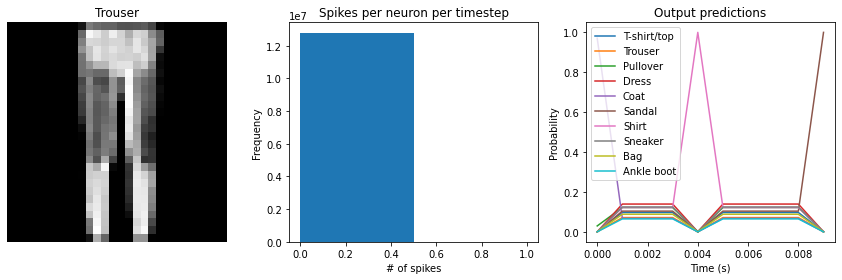 Trouser
Spikes per neuron per timestep
1e7
Frequency
1.2
1.0
0.8
0.6
0.4
0.2
0.0
0.0 0.2 0.4 0.6 0.8 1.0
# of spikes
Output predictions
Probability
1.0
0.8
0.6
0.4
0.2
0.0
T-shirt/top
Trouser
Pullover
Dress
Coat
Sandal
Shirt
Sneaker
Bag
Ankle boot
0.000 0.002 0.004 0.006 0.008
Time (s)